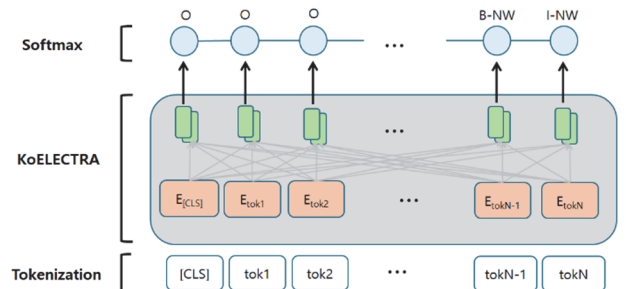 O O O B-NW I-NW
Softmax ...
KoELECTRA ...
E[CLS] Etok1 Etok2 ... EtokN-1 EtokN
Tokenization [CLS] tok1 tok2 ... tokN-1 tokN